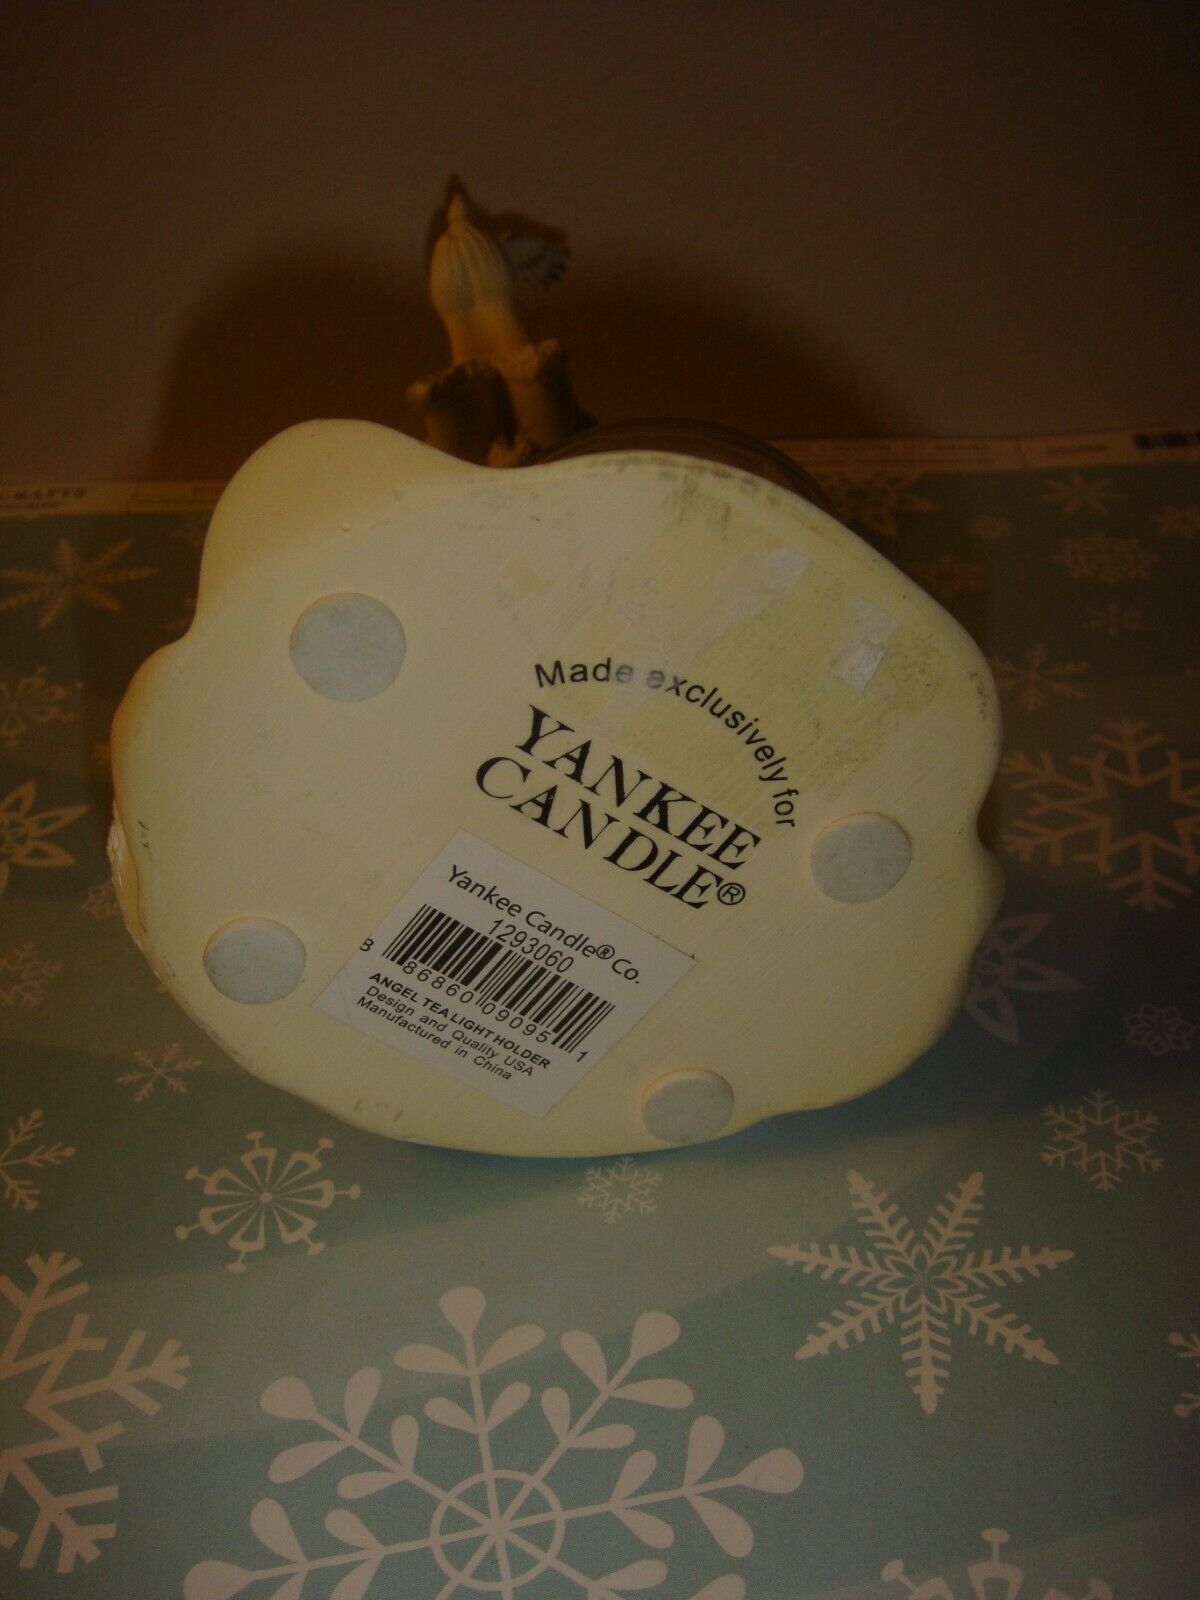 Made exclusively for
YANKEE
CANDLE®
Yankee Candle® Co.
1293060
8 86860 09095 1
ANGEL TEA LIGHT HOLDER
Design and Quality USA
Manufactured in China